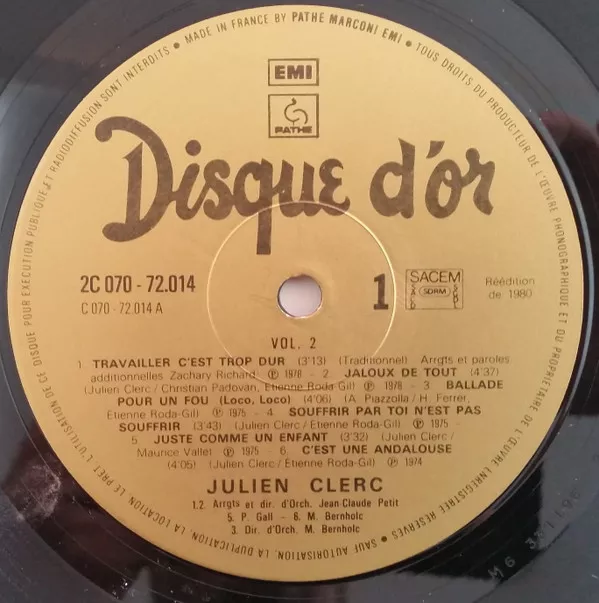 MADE IN FRANCE BY PATHE MARCONI EMI • TOUS DROITS DU PRODUCTEUR DE L'ŒUVRE PHONOGRAPHIQUE ET DU PROPRIETAIRE DE L'ŒUVRE ENREGISTREE RESERVES • SAUF AUTORISATION, LA DUPLICATION, LA LOCATION, LE PRET, L'UTILISATION DE CE DISQUE POUR EXECUTION PUBLIQUE ET RADIODIFFUSION SONT INTERDITS •
EMI
PATHE
Disque d'or
2C 070 - 72.014
C 070 - 72.014 A
1
SACEM
SDRM
Réédition
de 1980
VOL. 2
1. TRAVAILLER C'EST TROP DUR (3'13) (Traditionnel) Arrgts et paroles
additionnelles Zachary Richard ℗ 1978 - 2. JALOUX DE TOUT (4'37)
(Julien Clerc / Christian Padovan, Etienne Roda-Gil) ℗ 1978 - 3. BALLADE
POUR UN FOU (Loco, Loco) (4'06) (A. Piazzolla / H. Ferrer,
Etienne Roda-Gil) ℗ 1975 - 4. SOUFFRIR PAR TOI N'EST PAS
SOUFFRIR (3'43) (Julien Clerc / Etienne Roda-Gil) ℗ 1975 -
5. JUSTE COMME UN ENFANT (3'32) (Julien Clerc /
Maurice Vallet) ℗ 1975 - 6. C'EST UNE ANDALOUSE
(4'05) (Julien Clerc / Etienne Roda-Gil) ℗ 1974
JULIEN CLERC
1.2. Arrgts et dir. d'Orch. Jean-Claude Petit
5. P. Gall - 6. M. Bernholc
3. Dir. d'Orch. M. Bernholc